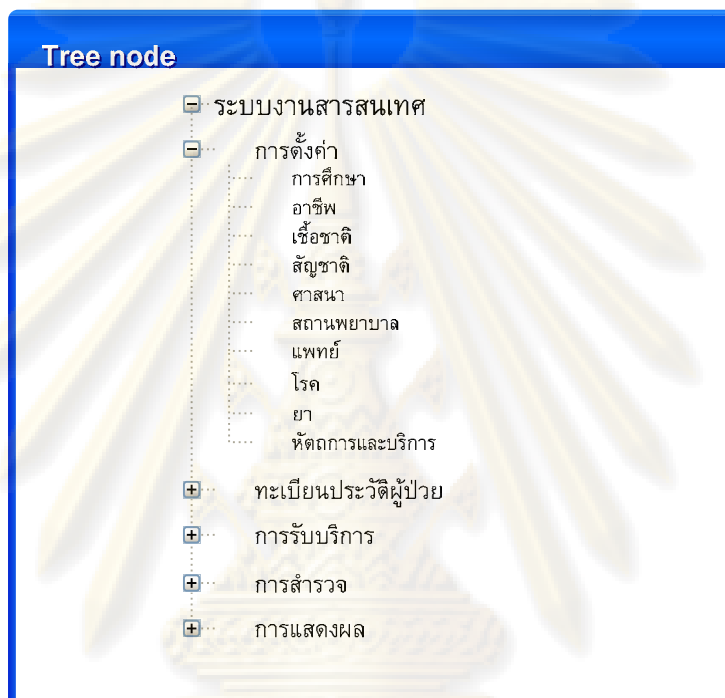 Tree node
ระบบงานสารสนเทศ
การตั้งค่า
การศึกษา
อาชีพ
เชื้อชาติ
สัญชาติ
ศาสนา
สถานพยาบาล
แพทย์
โรค
ยา
หัตถการและบริการ
ทะเบียนประวัติผู้ป่วย
การรับบริการ
การสำรวจ
การแสดงผล